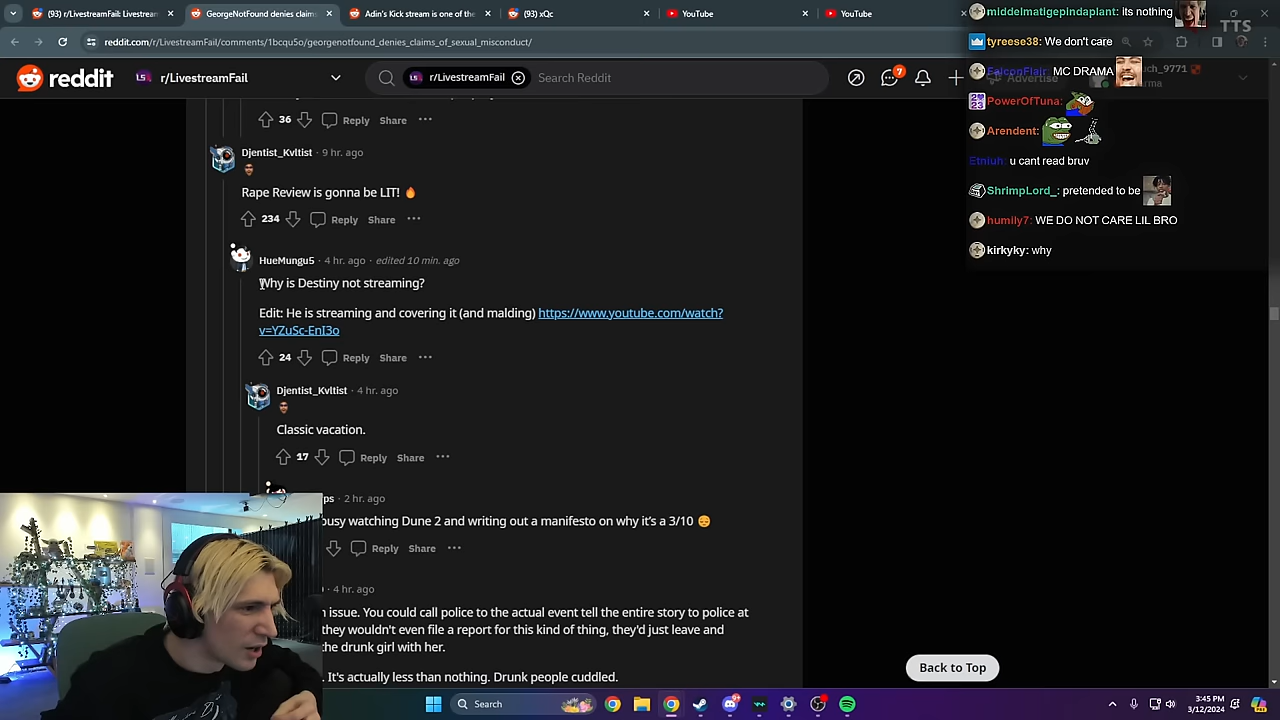 (93) r/LivestreamFail: Livestrea
GeorgeNotFound denies claims
Adin's Kick stream is one of the
(93) xQc
YouTube
YouTube
reddit.com/r/LivestreamFail/comments/1bcqu5o/georgenotfound_denies_claims_of_sexual_misconduct/
reddit
r/LivestreamFail
r/LivestreamFail
Search Reddit
7
Advertise
middelmatigepindaplant: its nothing
TTS
tyreese38: We don't care
FalconFlair: MC DRAMA
PowerOfTuna:
Arendent:
Etniuh: u cant read bruv
ShrimpLord_: pretended to be
humily7: WE DO NOT CARE LIL BRO
kirkyky: why
36 Reply Share
Djentist_Kvltist · 9 hr. ago
Rape Review is gonna be LIT! 🔥
234 Reply Share
HueMungu5 · 4 hr. ago · edited 10 min. ago
Why is Destiny not streaming?
Edit: He is streaming and covering it (and malding) https://www.youtube.com/watch?
v=YZuSc-EnI3o
24 Reply Share
Djentist_Kvltist · 4 hr. ago
Classic vacation.
17 Reply Share
ps · 2 hr. ago
busy watching Dune 2 and writing out a manifesto on why it's a 3/10 😔
Reply Share
4 hr. ago
issue. You could call police to the actual event tell the entire story to police at
they wouldn't even file a report for this kind of thing, they'd just leave and
the drunk girl with her.
It's actually less than nothing. Drunk people cuddled.
Back to Top
Search
3:45 PM
3/12/2024